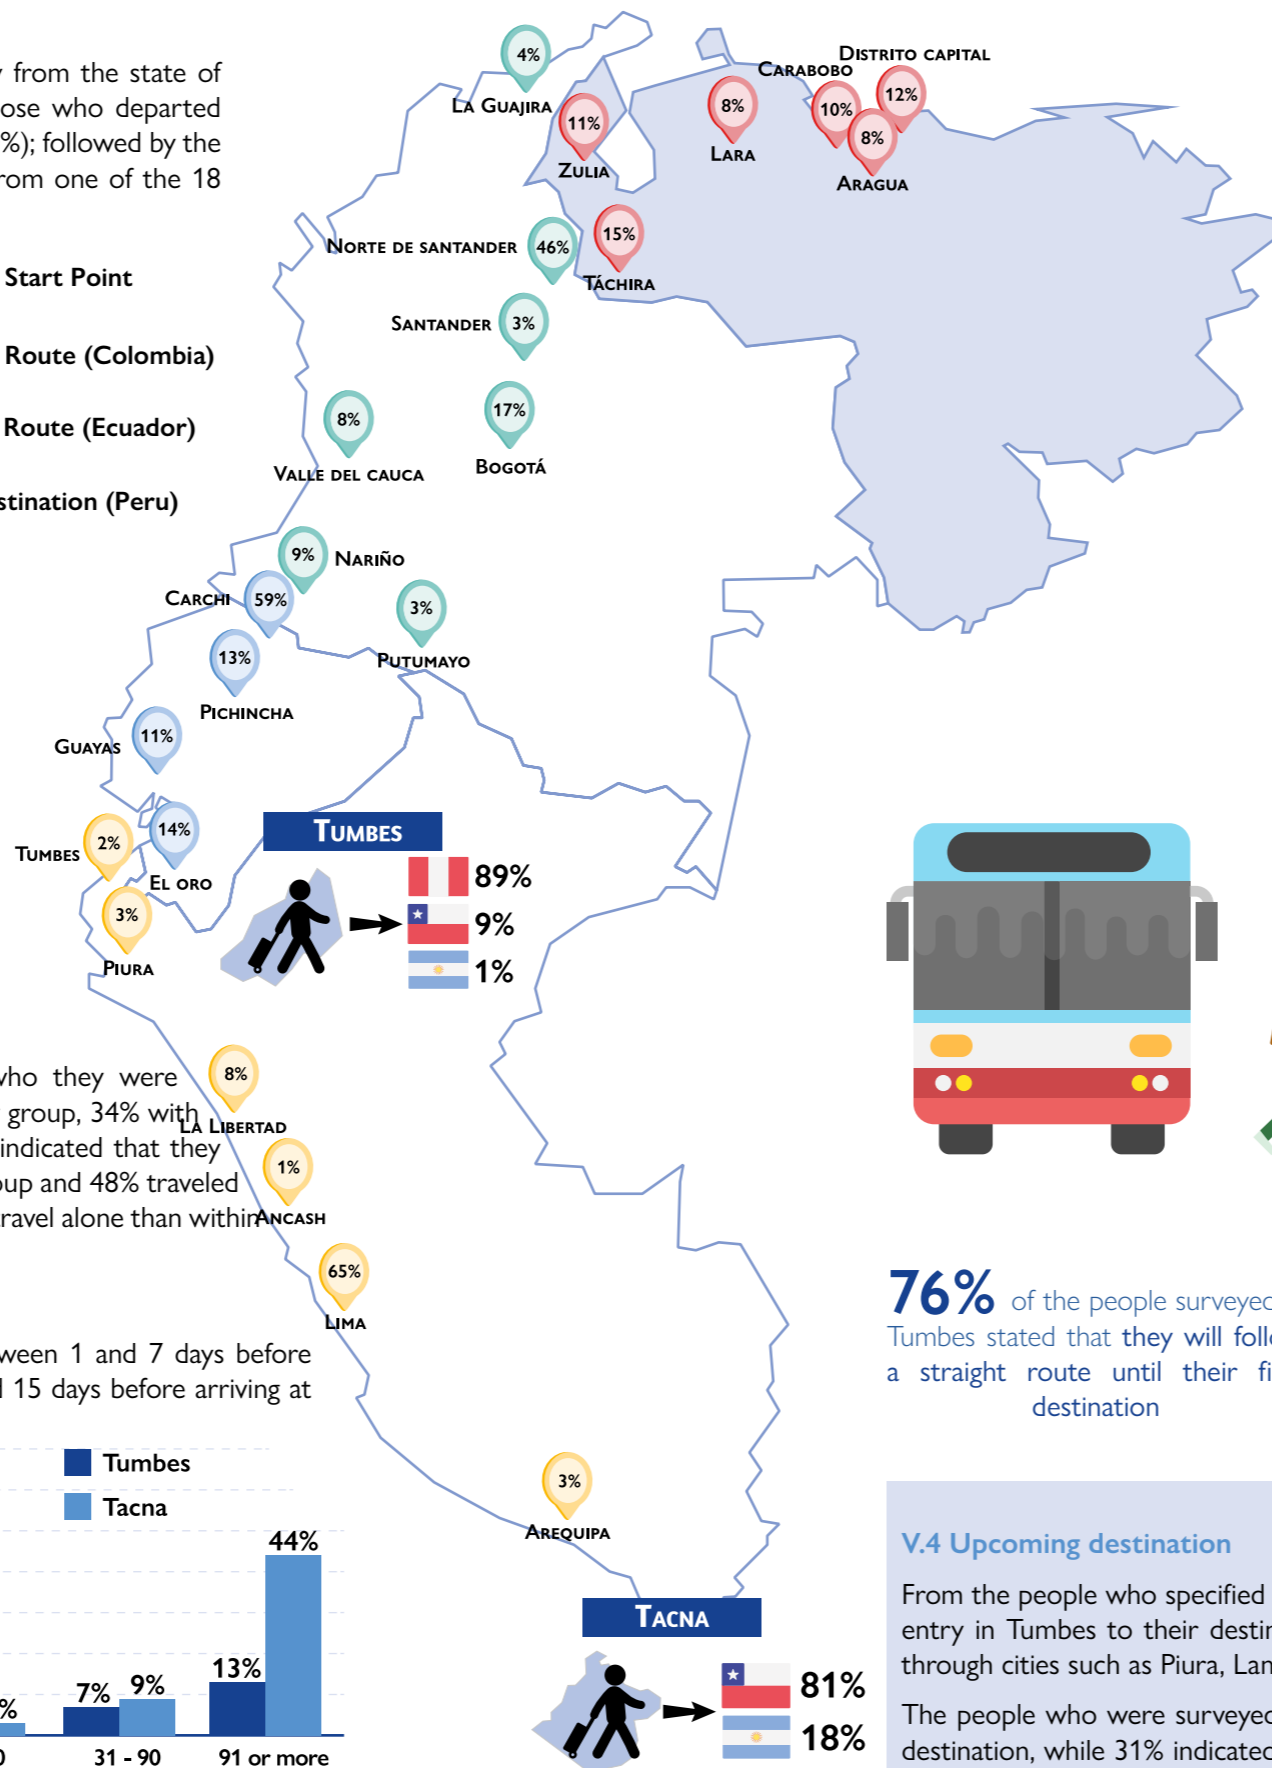 from the state of
ose who departed
%); followed by the
rom one of the 18
Start Point
Route (Colombia)
Route (Ecuador)
stination (Peru)
4%
LA GUAJIRA
11%
ZULIA
8%
LARA
CARABOBO
10%
DISTRITO CAPITAL
12%
8%
ARAGUA
NORTE DE SANTANDER
46%
15%
TÁCHIRA
SANTANDER
3%
8%
VALLE DEL CAUCA
17%
BOGOTÁ
9%
NARIÑO
CARCHI
59%
3%
PUTUMAYO
13%
PICHINCHA
GUAYAS
11%
TUMBES
2%
14%
EL ORO
3%
PIURA
TUMBES
89%
9%
1%
who they were
group, 34% with
indicated that they
oup and 48% traveled
travel alone than within
8%
LA LIBERTAD
1%
ANCASH
65%
LIMA
3%
AREQUIPA
ween 1 and 7 days before
15 days before arriving at
Tumbes
Tacna
%
7%
9%
13%
44%
0
31 - 90
91 or more
TACNA
81%
18%
76% of the people surveyed
Tumbes stated that they will follo
a straight route until their fi
destination
V.4 Upcoming destination
From the people who specified
entry in Tumbes to their destin
through cities such as Piura, Lam
The people who were surveyed
destination, while 31% indicated